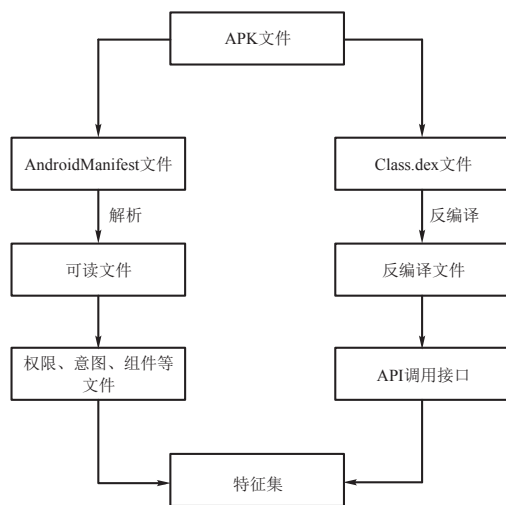 APK文件
AndroidManifest文件
Class.dex文件
解析
反编译
可读文件
反编译文件
权限、意图、组件等
文件
API调用接口
特征集